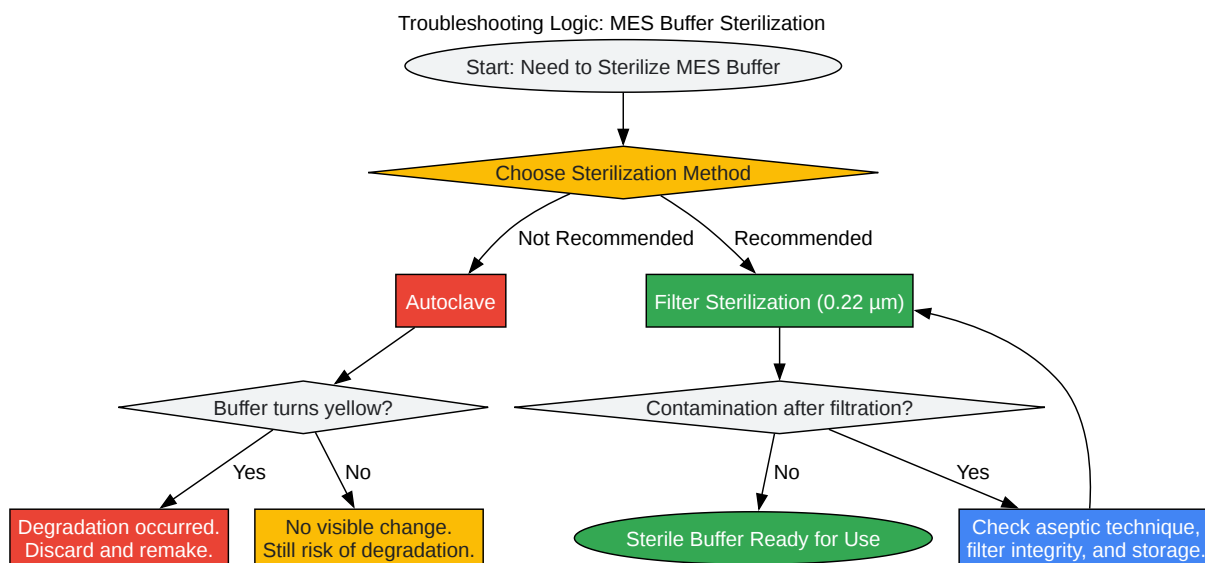 Troubleshooting Logic: MES Buffer Sterilization
Start: Need to Sterilize MES Buffer
Choose Sterilization Method
Not Recommended
Recommended
Autoclave
Filter Sterilization (0.22 µm)
Buffer turns yellow?
Contamination after filtration?
Yes
No
No
Yes
Degradation occurred.
Discard and remake.
No visible change.
Still risk of degradation.
Sterile Buffer Ready for Use
Check aseptic technique,
filter integrity, and storage.